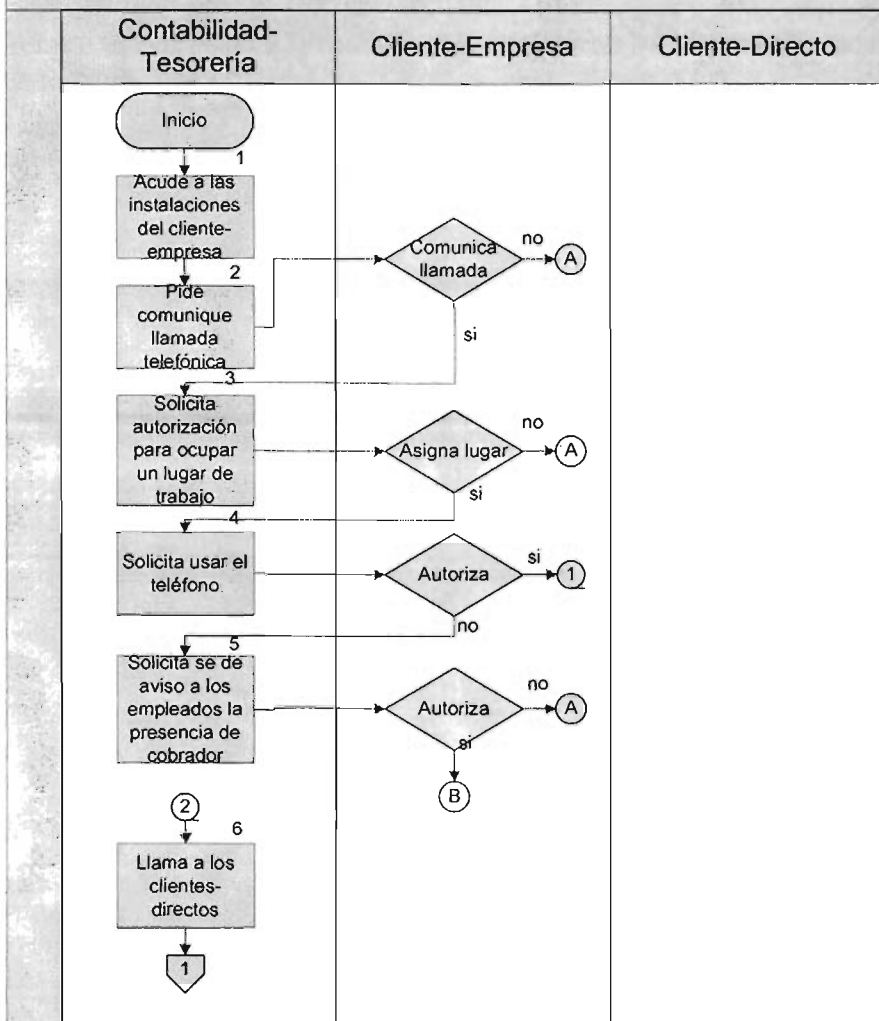 Contabilidad-
Tesorería
Cliente-Empresa
Cliente-Directo
Inicio
1
Acude a las
instalaciones
del cliente-
empresa
2
Pide
comunique
llamada
telefónica
Comunica
llamada
no
A
si
3
Solicita
autorización
para ocupar
un lugar de
trabajo
Asigna lugar
no
A
si
4
Solicita usar el
teléfono
Autoriza
si
1
no
5
Solicita se de
aviso a los
empleados la
presencia de
cobrador
Autoriza
no
A
si
B
2
6
Llama a los
clientes-
directos
1